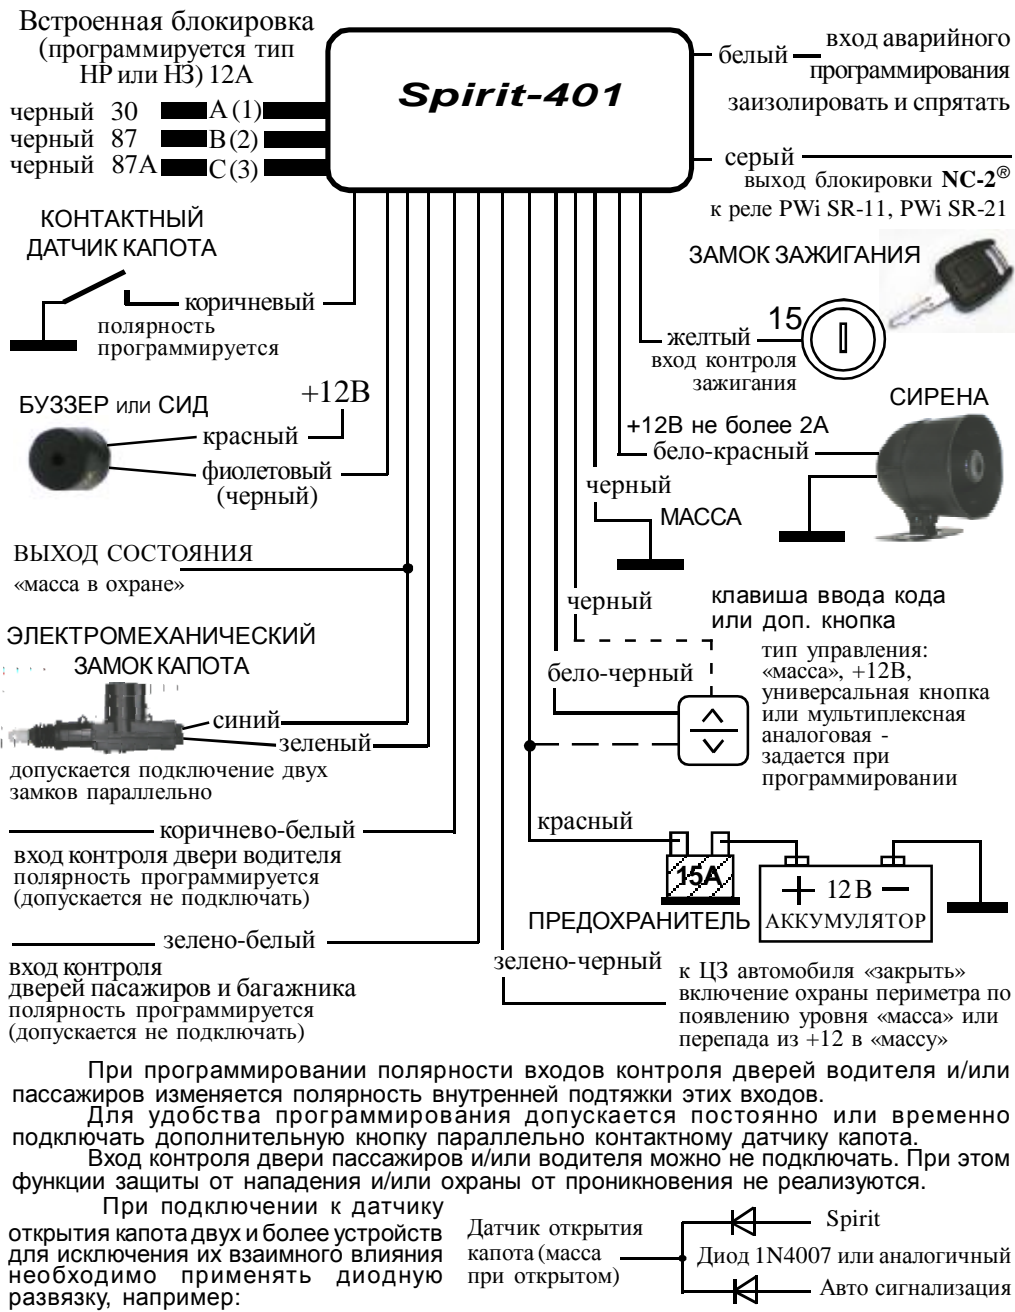 Встроенная блокировка
(программируется тип
НР или НЗ) 12А
черный 30 А (1)
черный 87 В (2)
черный 87А С (3)
Spirit-401
белый
вход аварийного
программирования
заизолировать и спрятать
серый
выход блокировки NC-2®
к реле PWi SR-11, PWi SR-21
КОНТАКТНЫЙ
ДАТЧИК КАПОТА
коричневый
полярность
программируется
ЗАМОК ЗАЖИГАНИЯ
15
желтый
вход контроля
зажигания
БУЗЗЕР или СИД
+12В
красный
фиолетовый
(черный)
СИРЕНА
+12В не более 2А
бело-красный
черный
МАССА
ВЫХОД СОСТОЯНИЯ
«масса в охране»
черный
клавиша ввода кода
или доп. кнопка
тип управления:
«масса», +12В,
универсальная кнопка
или мультиплексная
аналоговая -
задается при
программировании
бело-черный
ЭЛЕКТРОМЕХАНИЧЕСКИЙ
ЗАМОК КАПОТА
синий
зеленый
допускается подключение двух
замков параллельно
коричнево-белый
вход контроля двери водителя
полярность программируется
(допускается не подключать)
красный
15А
ПРЕДОХРАНИТЕЛЬ
+ 12В –
АККУМУЛЯТОР
зелено-белый
вход контроля
дверей пасажиров и багажника
полярность программируется
(допускается не подключать)
зелено-черный
к ЦЗ автомобиля «закрыть»
включение охраны периметра по
появлению уровня «масса» или
перепада из +12 в «массу»
При программировании полярности входов контроля дверей водителя и/или
пассажиров изменяется полярность внутренней подтяжки этих входов.
Для удобства программирования допускается постоянно или временно
подключать дополнительную кнопку параллельно контактному датчику капота.
Вход контроля двери пассажиров и/или водителя можно не подключать. При этом
функции защиты от нападения и/или охраны от проникновения не реализуются.
При подключении к датчику
открытия капота двух и более устройств
для исключения их взаимного влияния
необходимо применять диодную
развязку, например:
Датчик открытия
капота (масса
при открытом)
Spirit
Диод 1N4007 или аналогичный
Авто сигнализация